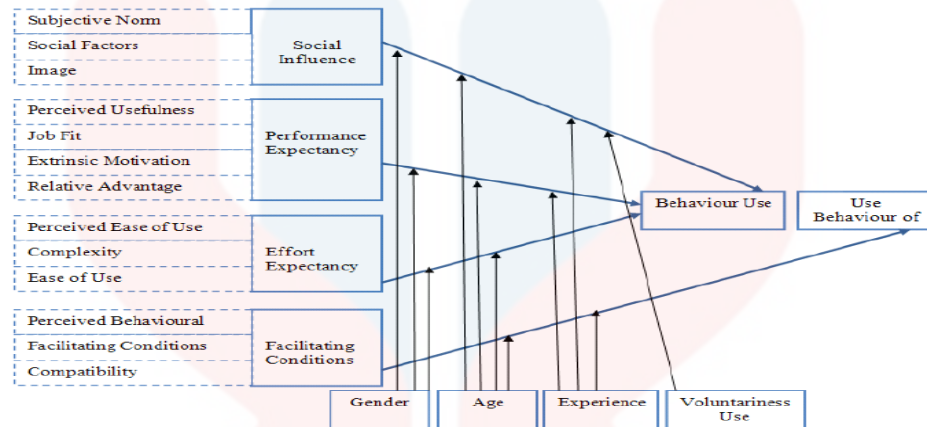 Subjective Norm
Social Factors
Image
Social
Influence
Perceived Usefulness
Job Fit
Extrinsic Motivation
Relative Advantage
Performance
Expectancy
Perceived Ease of Use
Complexity
Ease of Use
Effort
Expectancy
Perceived Behavioural
Facilitating Conditions
Compatibility
Facilitating
Conditions
Behaviour Use
Use
Behaviour of
Gender
Age
Experience
Voluntariness
Use